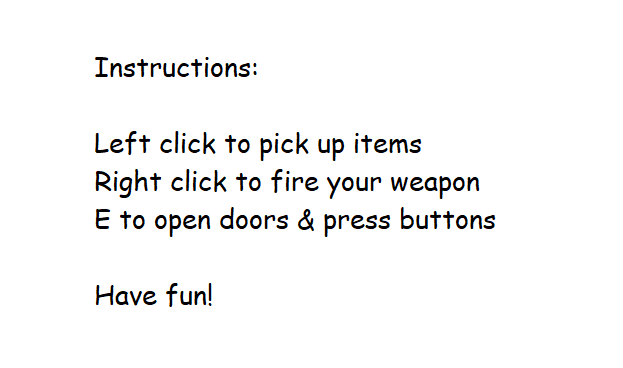 Instructions:
Left click to pick up items
Right click to fire your weapon
E to open doors & press buttons
Have fun!